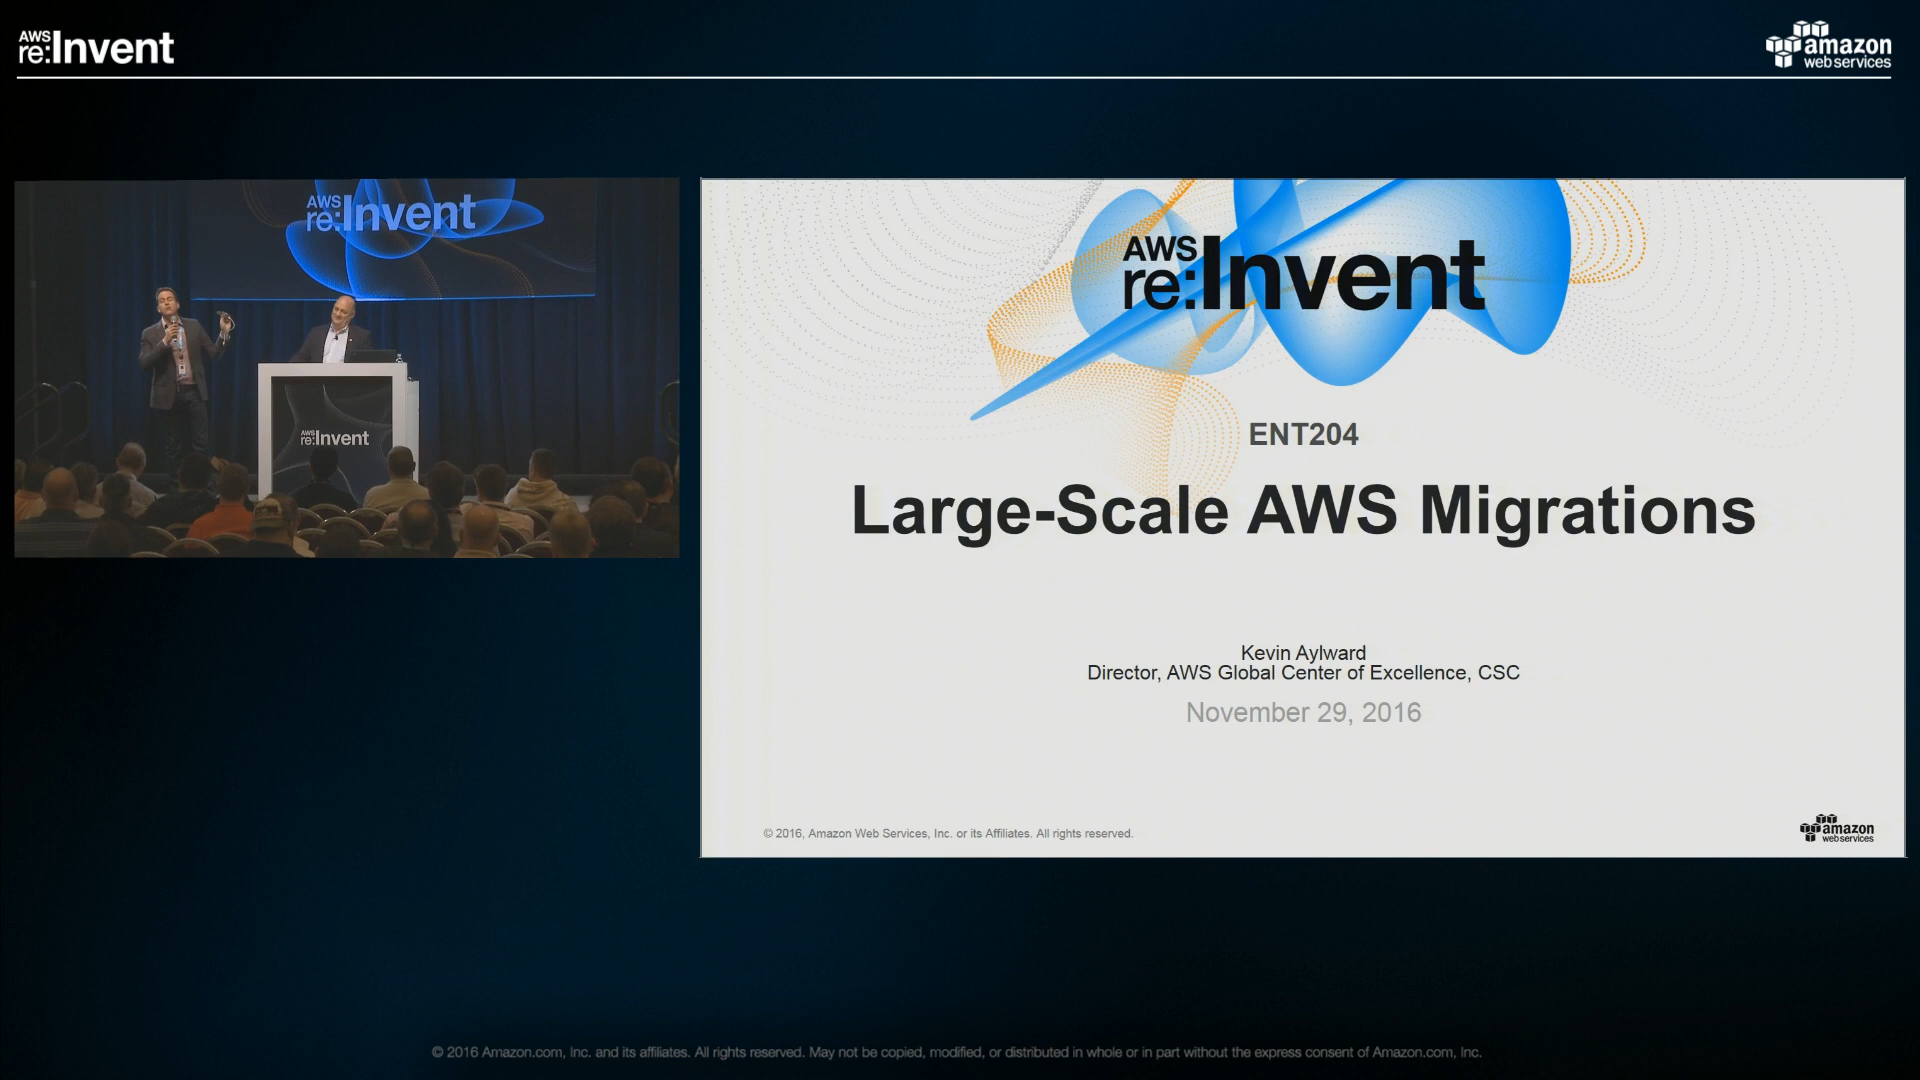 AWS
re:Invent
amazon
web services
AWS
re:Invent
AWS
re:Invent
AWS
re:Invent
ENT204
Large-Scale AWS Migrations
Kevin Aylward
Director, AWS Global Center of Excellence, CSC
November 29, 2016
© 2016, Amazon Web Services, Inc. or its Affiliates. All rights reserved.
amazon
web services
© 2016 Amazon.com, Inc. and its affiliates. All rights reserved. May not be copied, modified, or distributed in whole or in part without the express consent of Amazon.com, Inc.